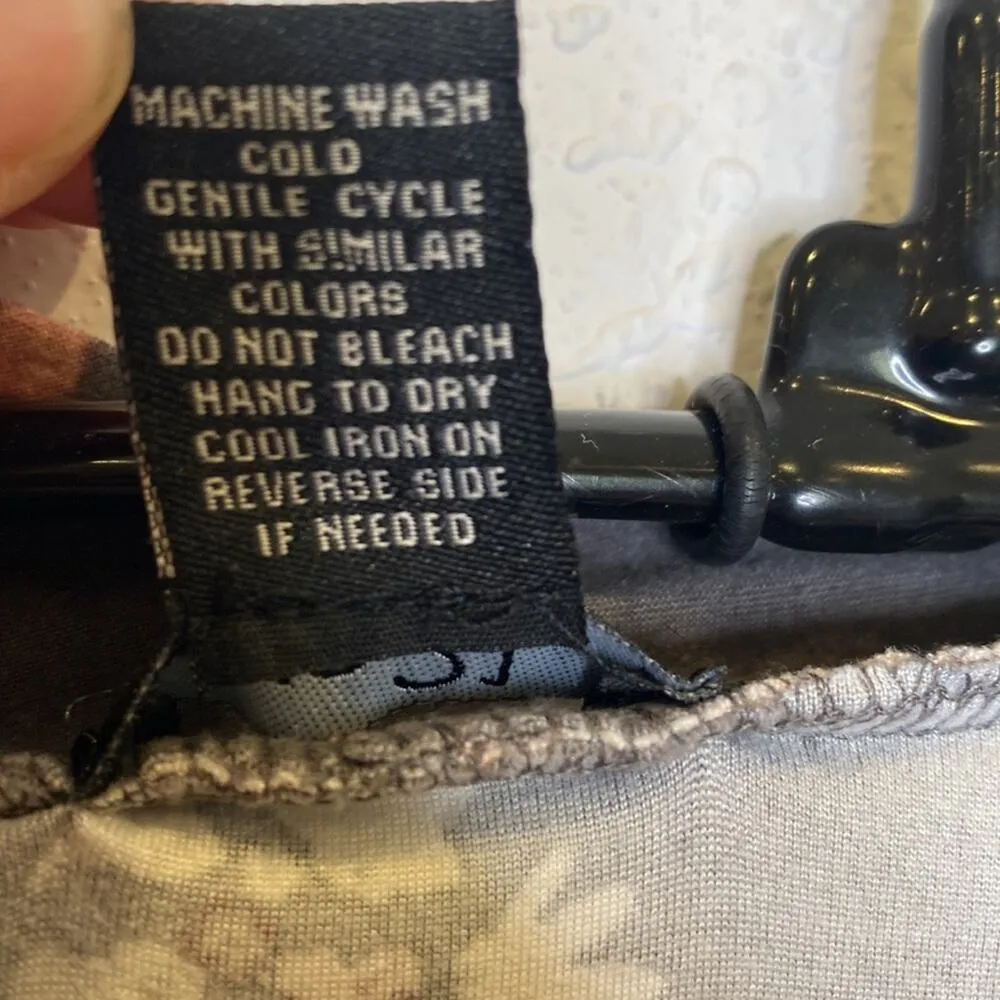 MACHINE WASH
COLD
GENTLE CYCLE
WITH SIMILAR
COLORS
DO NOT BLEACH
HANG TO DRY
COOL IRON ON
REVERSE SIDE
IF NEEDED